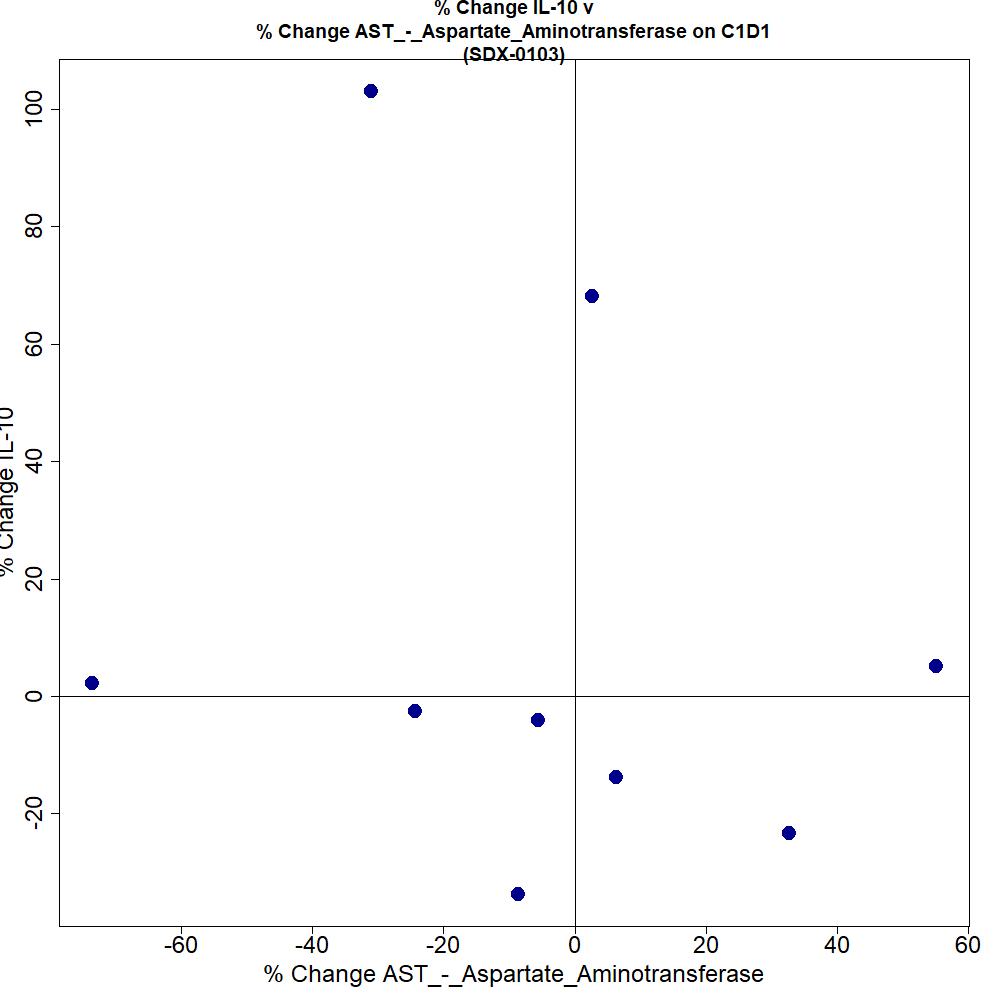 % Change IL-10 v
% Change AST_-_Aspartate_Aminotransferase on C1D1
(SDX-0103)
100
80
60
40
20
0
-20
% Change IL-10
-60 -40 -20 0 20 40 60
% Change AST_-_Aspartate_Aminotransferase